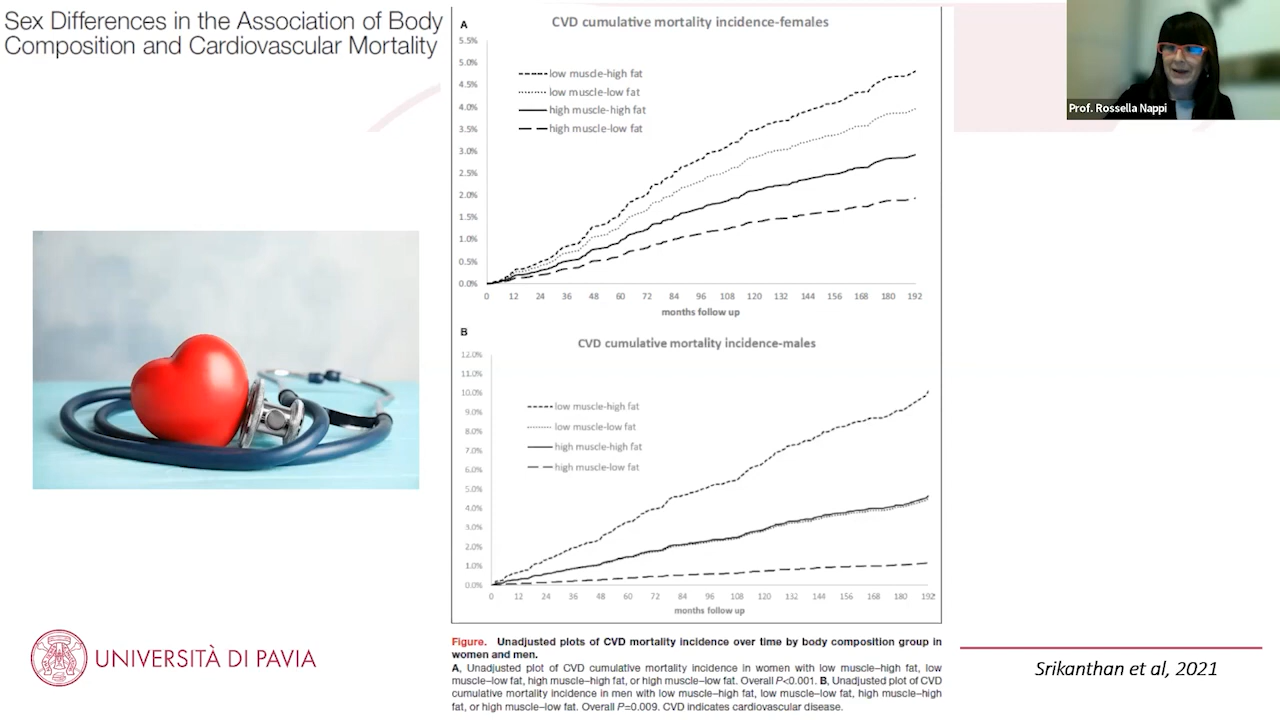 Sex Differences in the Association of Body
Composition and Cardiovascular Mortality
A
CVD cumulative mortality incidence-females
5.5%
5.0%
4.5%
4.0%
3.5%
3.0%
2.5%
2.0%
1.5%
1.0%
0.5%
0.0%
low muscle-high fat
low muscle-low fat
high muscle-high fat
high muscle-low fat
0 12 24 36 48 60 72 84 96 108 120 132 144 156 168 180 192
months follow up
B
CVD cumulative mortality incidence-males
12.0%
11.0%
10.0%
9.0%
8.0%
7.0%
6.0%
5.0%
4.0%
3.0%
2.0%
1.0%
0.0%
low muscle-high fat
low muscle-low fat
high muscle-high fat
high muscle-low fat
0 12 24 36 48 60 72 84 96 108 120 132 144 156 168 180 192
months follow up
Figure. Unadjusted plots of CVD mortality incidence over time by body composition group in
women and men.
A, Unadjusted plot of CVD cumulative mortality incidence in women with low muscle–high fat, low
muscle–low fat, high muscle–high fat, or high muscle–low fat. Overall P<0.001. B, Unadjusted plot of CVD
cumulative mortality incidence in men with low muscle–high fat, low muscle–low fat, high muscle–high
fat, or high muscle–low fat. Overall P=0.009. CVD indicates cardiovascular disease.
Prof. Rossella Nappi
UNIVERSITÀ DI PAVIA
Srikanthan et al, 2021